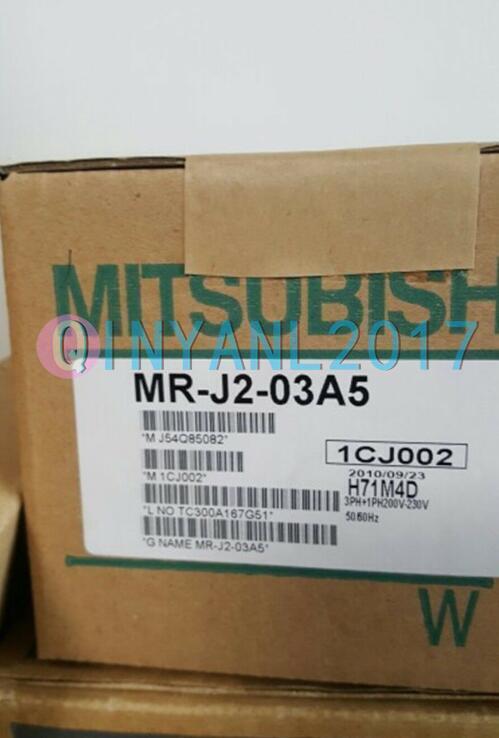 MITSUBISH
QINYANL2017
MR-J2-03A5
"M J54Q85082"
1CJ002
"M 1CJ002"
2010/09/23
H71M4D
"L NO TC300A167G51"
3PH+1PH200V-230V
50/60Hz
"G NAME MR-J2-03A5"
W